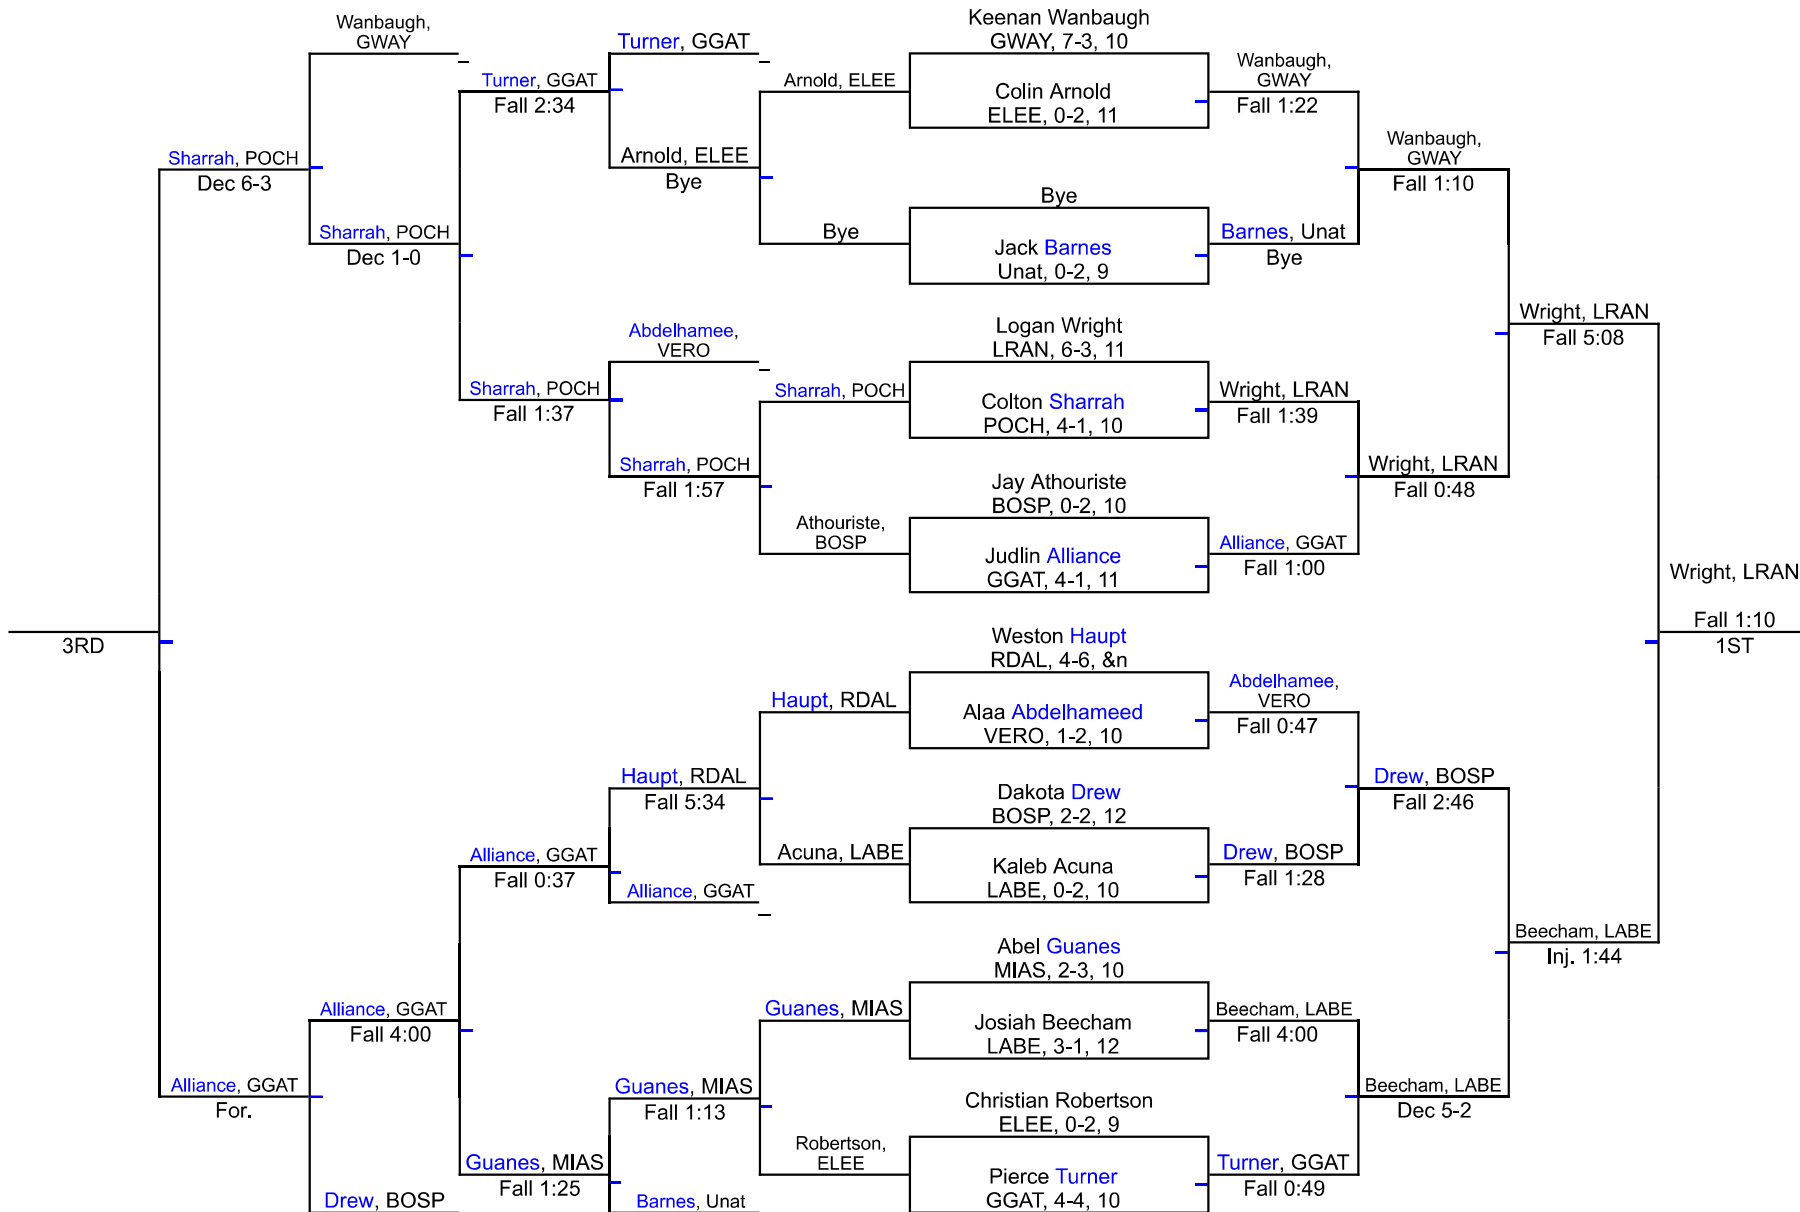 Wanbaugh,
GWAY
Turner, GGAT
Fall 2:34
Turner, GGAT
Arnold, ELEE
Bye
Sharrah, POCH
Dec 6-3
Sharrah, POCH
Dec 1-0
Arnold, ELEE
Bye
Keenan Wanbaugh
GWAY, 7-3, 10
Colin Arnold
ELEE, 0-2, 11
Bye
Jack Barnes
Unat, 0-2, 9
Wanbaugh,
GWAY
Fall 1:22
Barnes, Unat
Bye
Wanbaugh,
GWAY
Fall 1:10
Abdelhamee,
VERO
Sharrah, POCH
Fall 1:37
Sharrah, POCH
Fall 1:57
Sharrah, POCH
Athouriste,
BOSP
Logan Wright
LRAN, 6-3, 11
Colton Sharrah
POCH, 4-1, 10
Jay Athouriste
BOSP, 0-2, 10
Judlin Alliance
GGAT, 4-1, 11
Wright, LRAN
Fall 1:39
Alliance, GGAT
Fall 1:00
Wright, LRAN
Fall 0:48
Wright, LRAN
Fall 5:08
Wright, LRAN
Fall 1:10
1ST
3RD
Weston Haupt
RDAL, 4-6, &n
Alaa Abdelhameed
VERO, 1-2, 10
Dakota Drew
BOSP, 2-2, 12
Kaleb Acuna
LABE, 0-2, 10
Haupt, RDAL
Acuna, LABE
Haupt, RDAL
Fall 5:34
Alliance, GGAT
Fall 0:37
Alliance, GGAT
Abdelhamee,
VERO
Fall 0:47
Drew, BOSP
Fall 1:28
Drew, BOSP
Fall 2:46
Beecham, LABE
Inj. 1:44
Abel Guanes
MIAS, 2-3, 10
Josiah Beecham
LABE, 3-1, 12
Christian Robertson
ELEE, 0-2, 9
Pierce Turner
GGAT, 4-4, 10
Alliance, GGAT
Fall 4:00
Alliance, GGAT
For.
Guanes, MIAS
Guanes, MIAS
Fall 1:13
Robertson,
ELEE
Guanes, MIAS
Fall 1:25
Drew, BOSP
Barnes, Unat
Beecham, LABE
Fall 4:00
Turner, GGAT
Fall 0:49
Beecham, LABE
Dec 5-2